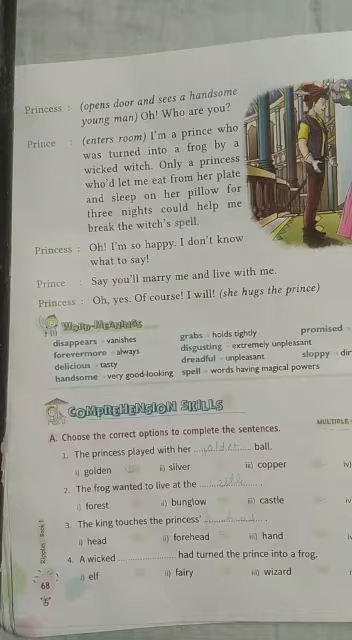 Princess : (opens door and sees a handsome
young man) Oh! Who are you?
Prince : (enters room) I'm a prince who
was turned into a frog by a
wicked witch. Only a princess
who'd let me eat from her plate
and sleep on her pillow for
three nights could help me
break the witch's spell.
Princess : Oh! I'm so happy. I don't know
what to say!
Prince : Say you'll marry me and live with me.
Princess : Oh, yes. Of course! I will! (she hugs the prince)
Word-Meanings
disappears - vanishes grabs - holds tightly promised -
forevermore - always disgusting - extremely unpleasant
delicious - tasty dreadful - unpleasant sloppy - dir
handsome - very good-looking spell - words having magical powers
COMPREHENSION SKILLS
MULTIPLE
A. Choose the correct options to complete the sentences.
1. The princess played with her golden ball.
i) golden ii) silver iii) copper iv)
2. The frog wanted to live at the castle .
i) forest ii) bunglow iii) castle iv
3. The king touches the princess' ............ .
i) head ii) forehead iii) hand
4. A wicked .................... had turned the prince into a frog.
i) elf ii) fairy iii) wizard
Ripples Book 1
68